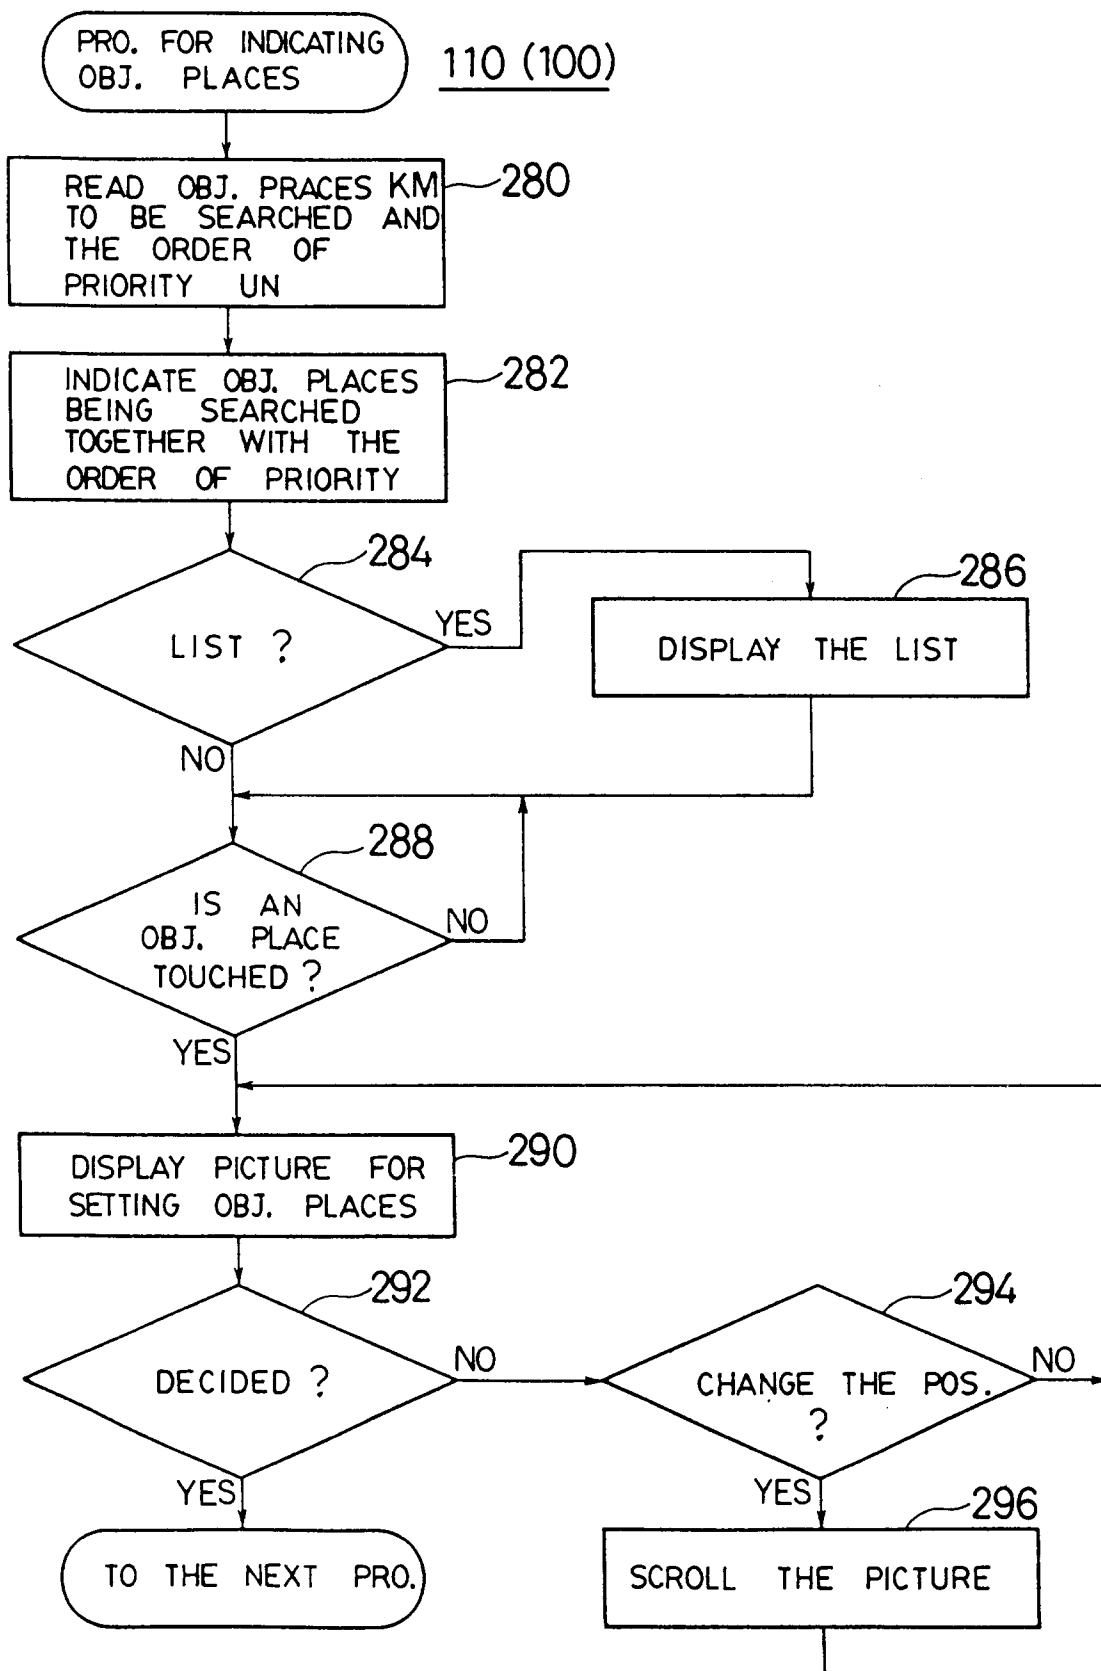 PRO. FOR INDICATING
OBJ. PLACES
110 (100)
READ OBJ. PRACES KM
TO BE SEARCHED AND
THE ORDER OF
PRIORITY UN
280
INDICATE OBJ. PLACES
BEING SEARCHED
TOGETHER WITH THE
ORDER OF PRIORITY
282
284
LIST ?
YES
NO
286
DISPLAY THE LIST
288
IS AN
OBJ. PLACE
TOUCHED ?
NO
YES
290
DISPLAY PICTURE FOR
SETTING OBJ. PLACES
292
DECIDED ?
NO
YES
294
CHANGE THE POS.
?
NO
YES
TO THE NEXT PRO.
296
SCROLL THE PICTURE